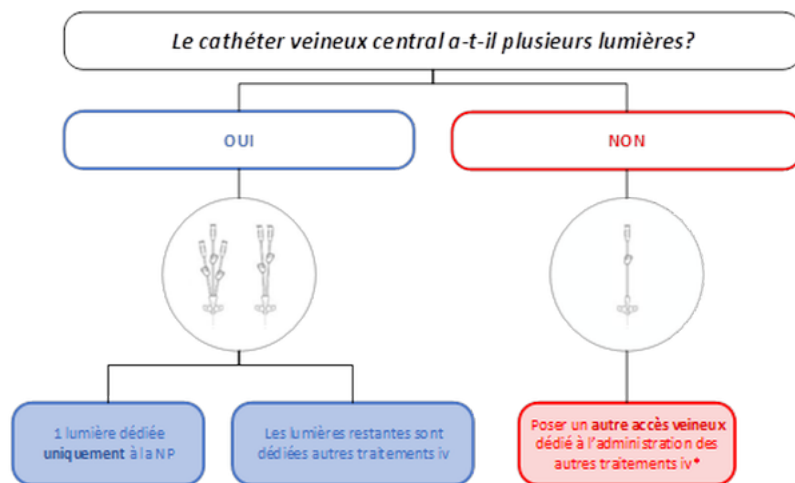 Le cathéter veineux central a-t-il plusieurs lumières?
OUI
NON
1 lumière dédiée
uniquement à la NP
Les lumières restantes sont
dédiées autres traitements iv
Poser un autre accès veineux
dédié à l'administration des
autres traitements iv*